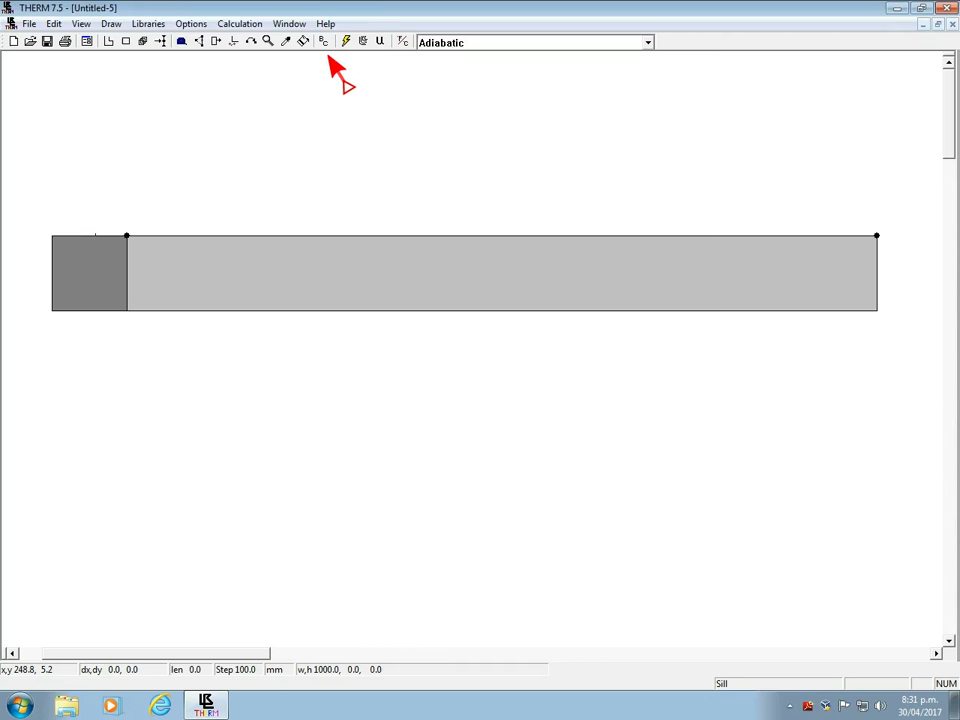 THERM 7.5 - [Untitled-5]
File Edit View Draw Libraries Options Calculation Window Help
BC U T/C Adiabatic
x,y 248.8, 5.2 dx,dy 0.0, 0.0 len 0.0 Step 100.0 mm w,h 1000.0, 0.0, 0.0
Sill NUM
THERM
8:31 p.m.
30/04/2017